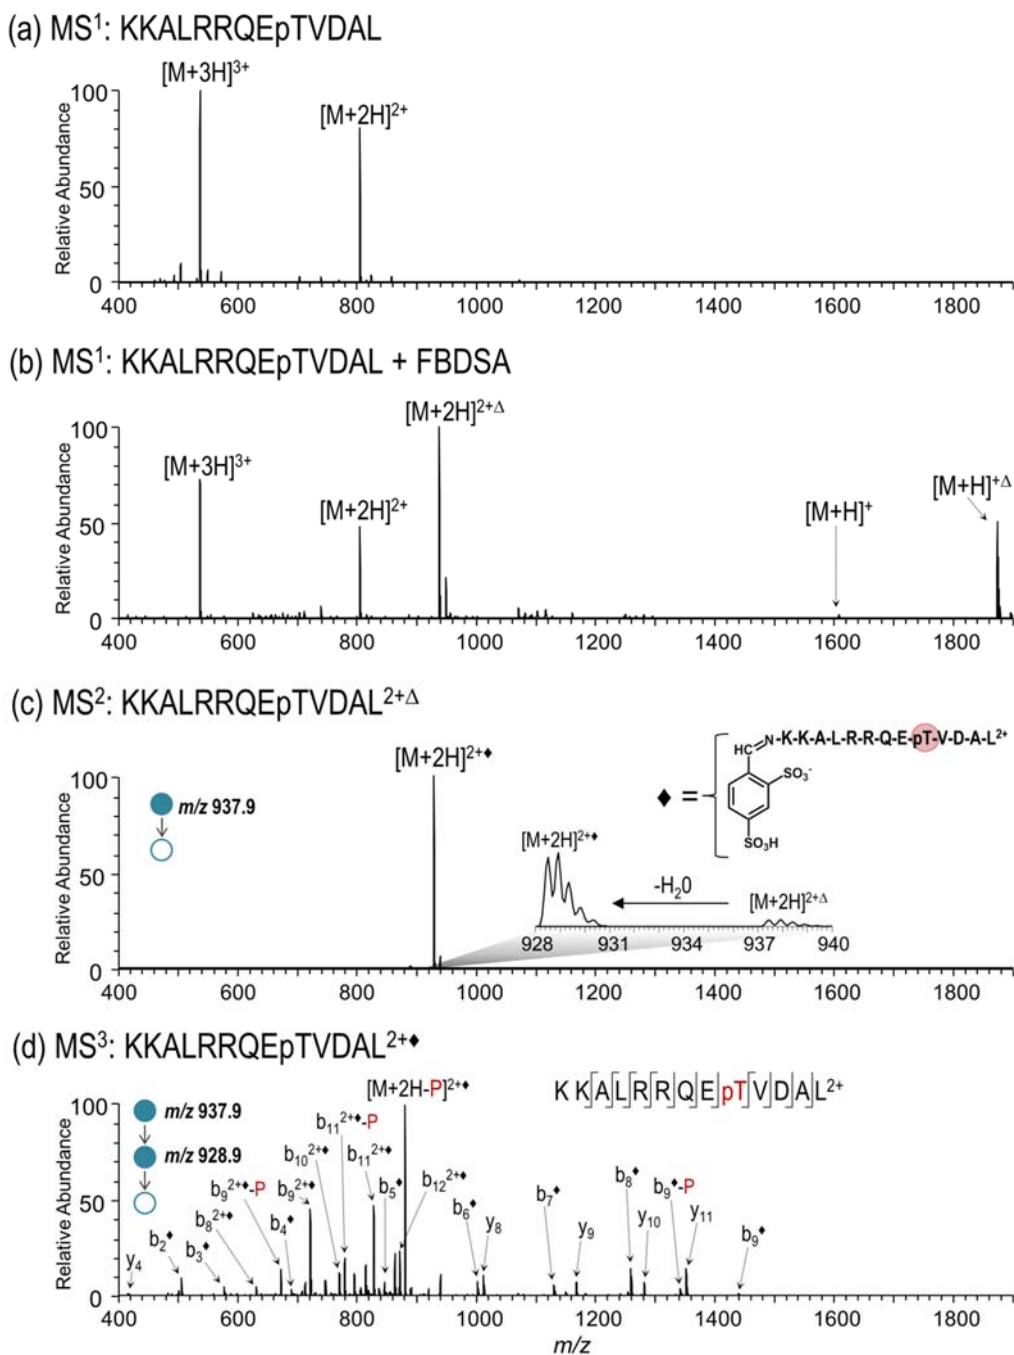 (a) MS¹: KKALRRQEpTVDAL
[M+3H]³⁺
[M+2H]²⁺
Relative Abundance
100
50
0
400 600 800 1000 1200 1400 1600 1800
(b) MS¹: KKALRRQEpTVDAL + FBDSA
[M+2H]²⁺Δ
[M+3H]³⁺
[M+2H]²⁺
[M+H]⁺
[M+H]⁺Δ
Relative Abundance
100
50
0
400 600 800 1000 1200 1400 1600 1800
(c) MS²: KKALRRQEpTVDAL²⁺Δ
[M+2H]²⁺♦
m/z 937.9
♦ =
HC N-K-K-A-L-R-R-Q-E-pT-V-D-A-L²⁺
SO₃⁻
SO₃H
[M+2H]²⁺♦
-H₂0
[M+2H]²⁺Δ
928 931 934 937 940
Relative Abundance
100
50
0
400 600 800 1000 1200 1400 1600 1800
(d) MS³: KKALRRQEpTVDAL²⁺♦
[M+2H-P]²⁺♦
KKALRRQEpTVDAL²⁺
m/z 937.9
m/z 928.9
y₄
b₂♦
b₃♦
b₈²⁺♦
b₉²⁺♦-P
b₄♦
b₉²⁺♦
b₁₀²⁺♦
b₁₁²⁺♦-P
b₁₁²⁺♦
b₅♦
b₁₂²⁺♦
b₆♦
y₈
b₇♦
y₉
b₈♦
y₁₀
b₉♦-P
y₁₁
b₉♦
Relative Abundance
100
50
0
400 600 800 1000 1200 1400 1600 1800
m/z